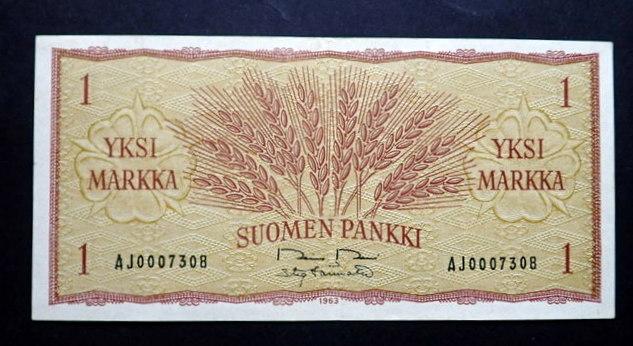 1 1
YKSI MARKKA
YKSI MARKKA
SUOMEN PANKKI
1 AJ0007308
AJ0007308 1
1963